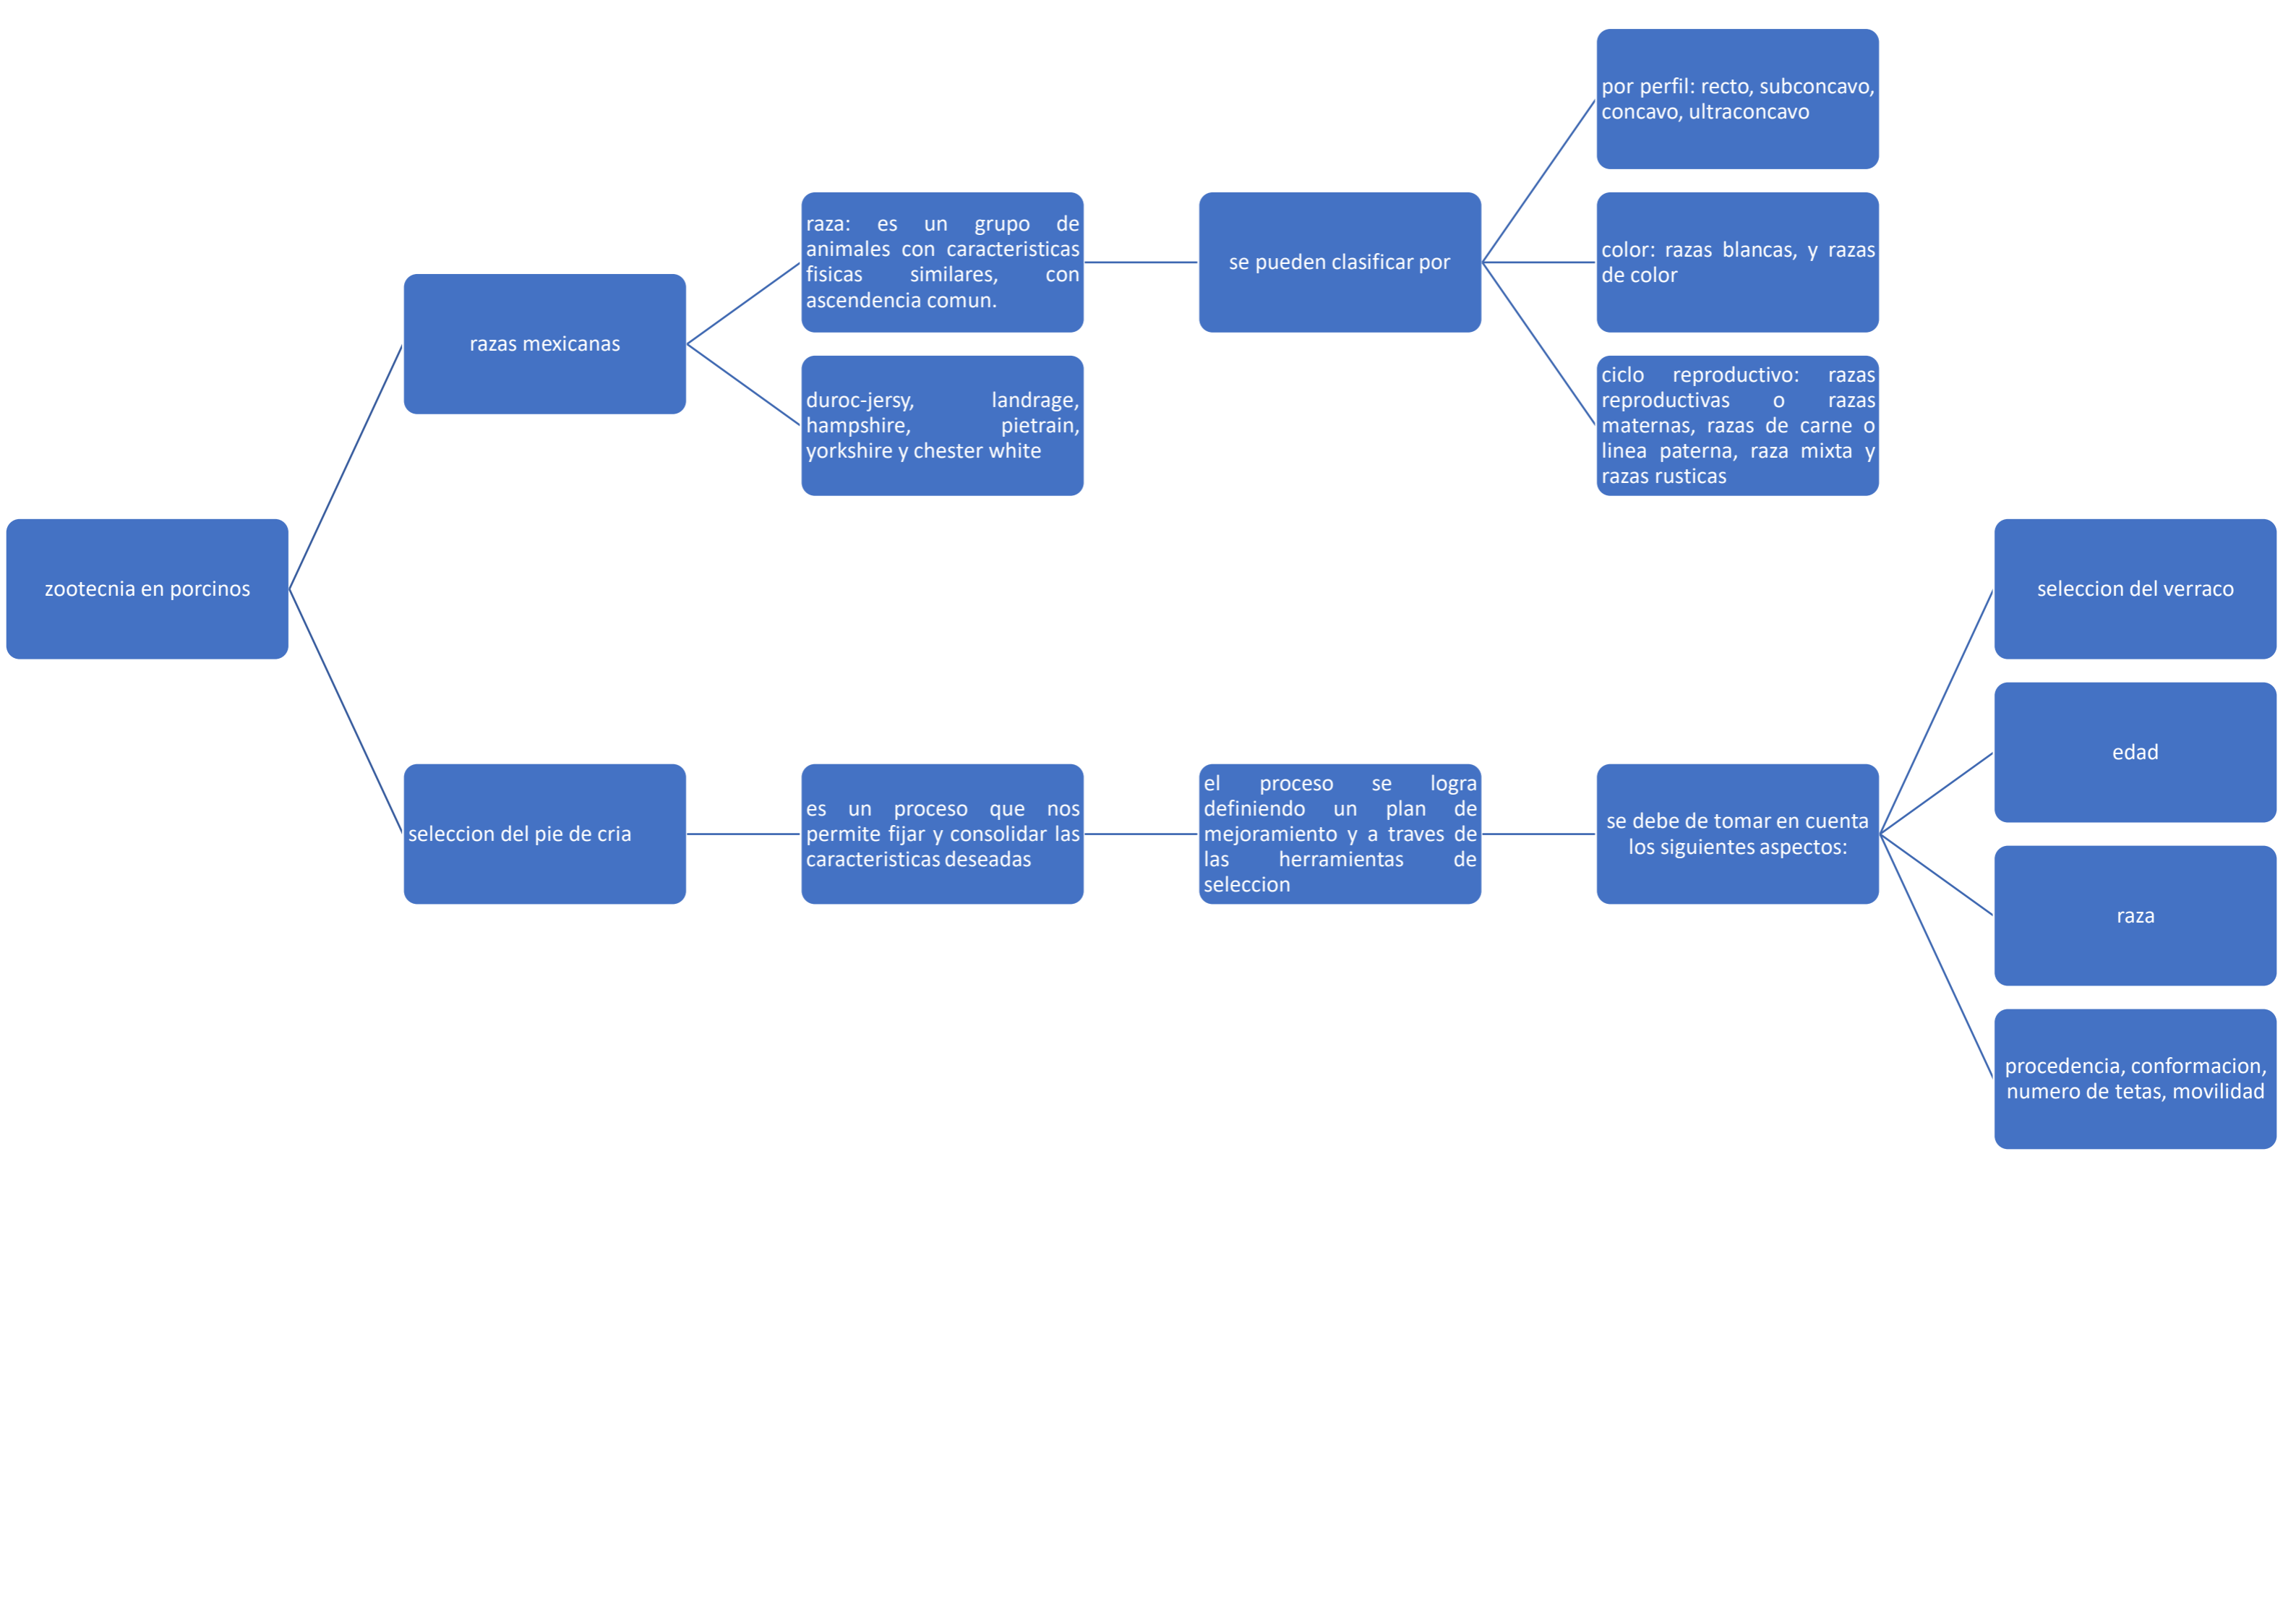 zootecnia en porcinos
razas mexicanas
raza: es un grupo de
animales con caracteristicas
fisicas similares, con
ascendencia comun.
se pueden clasificar por
por perfil: recto, subconcavo,
concavo, ultraconcavo
color: razas blancas, y razas
de color
ciclo reproductivo: razas
reproductivas o razas
maternas, razas de carne o
linea paterna, raza mixta y
razas rusticas
duroc-jersy, landrage,
hampshire, pietrain,
yorkshire y chester white
seleccion del pie de cria
es un proceso que nos
permite fijar y consolidar las
caracteristicas deseadas
el proceso se logra
definiendo un plan de
mejoramiento y a traves de
las herramientas de
seleccion
se debe de tomar en cuenta
los siguientes aspectos:
seleccion del verraco
edad
raza
procedencia, conformacion,
numero de tetas, movilidad